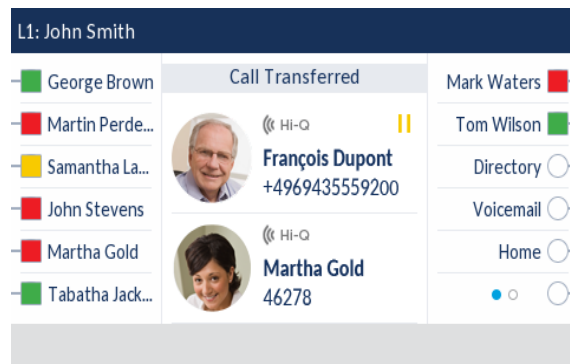 L1: John Smith
George Brown
Martin Perde...
Samantha La...
John Stevens
Martha Gold
Tabatha Jack...
Call Transferred
Hi-Q
François Dupont
+4969435559200
Hi-Q
Martha Gold
46278
Mark Waters
Tom Wilson
Directory
Voicemail
Home